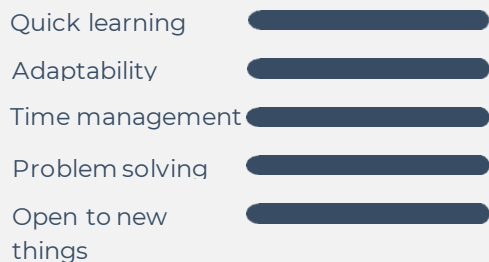 Quick learning
Adaptability
Time management
Problem solving
Open to new
things